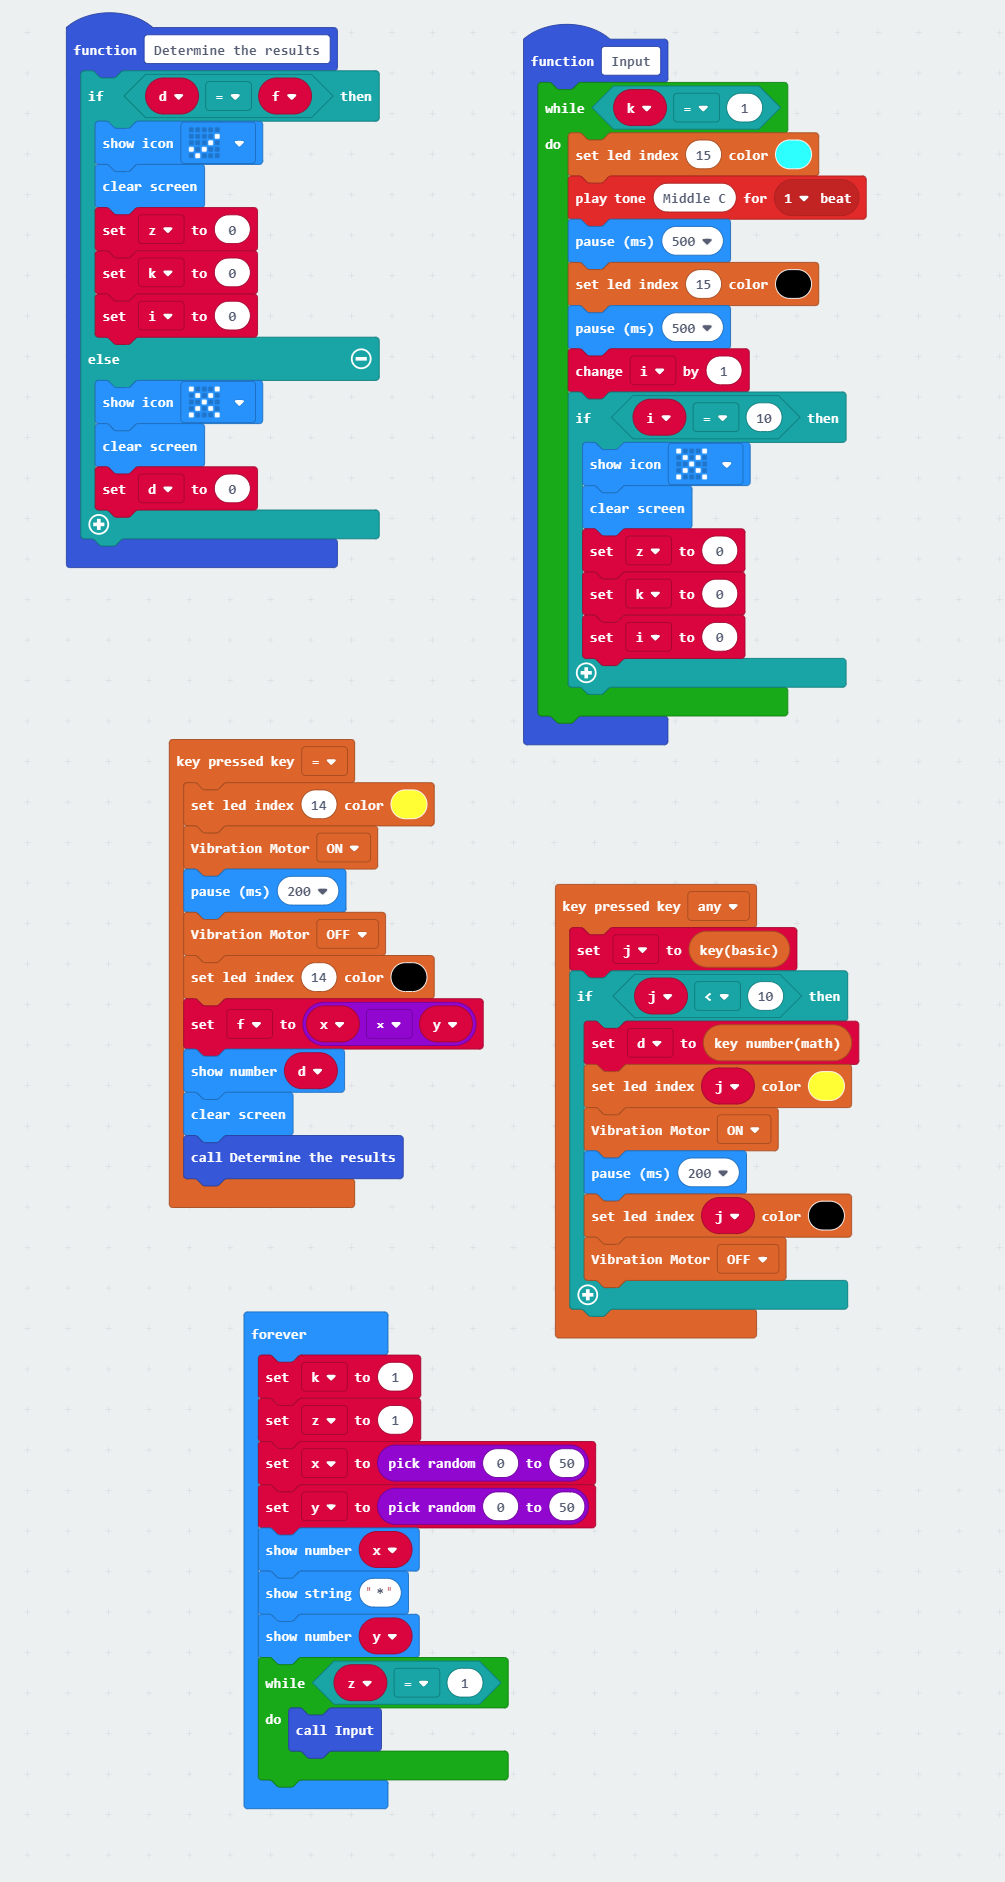 function Determine the results
if d = f then
show icon
clear screen
set z to 0
set k to 0
set i to 0
else
show icon
clear screen
set d to 0
function Input
while k = 1
do
set led index 15 color
play tone Middle C for 1 beat
pause (ms) 500
set led index 15 color
pause (ms) 500
change i by 1
if i = 10 then
show icon
clear screen
set z to 0
set k to 0
set i to 0
key pressed key =
set led index 14 color
Vibration Motor ON
pause (ms) 200
Vibration Motor OFF
set led index 14 color
set f to x × y
show number d
clear screen
call Determine the results
key pressed key any
set j to key(basic)
if j < 10 then
set d to key number(math)
set led index j color
Vibration Motor ON
pause (ms) 200
set led index j color
Vibration Motor OFF
forever
set k to 1
set z to 1
set x to pick random 0 to 50
set y to pick random 0 to 50
show number x
show string "*"
show number y
while z = 1
do
call Input